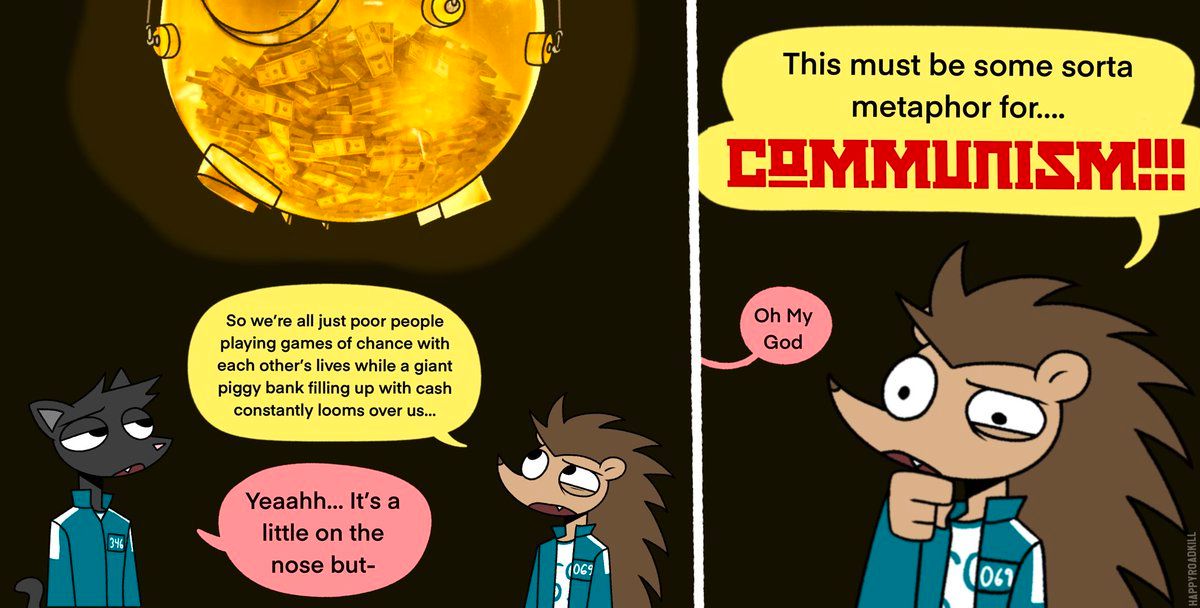 So we're all just poor people
playing games of chance with
each other's lives while a giant
piggy bank filling up with cash
constantly looms over us...
Yeaahh... It's a
little on the
nose but-
346
069
This must be some sorta
metaphor for....
COMMUNISM!!!
Oh My
God
069
HAPPYROADKILL